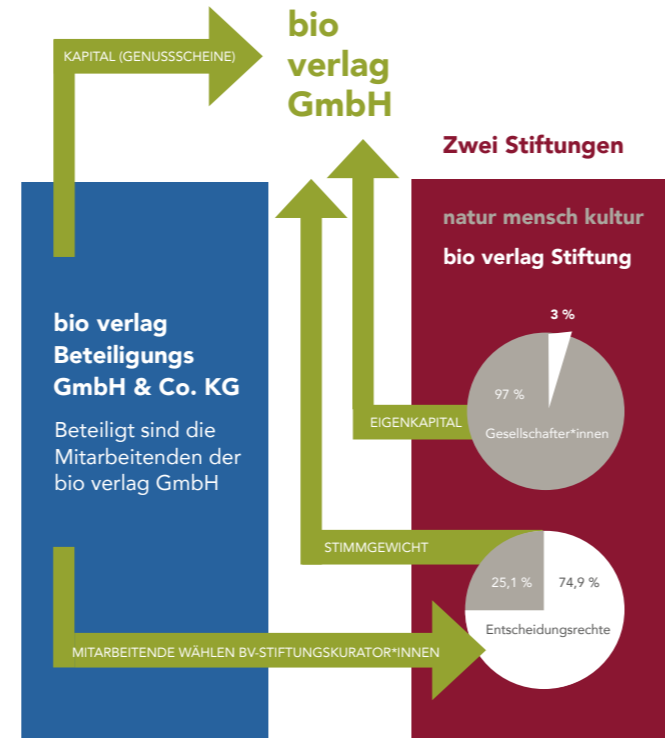 KAPITAL (GENUSSSCHEINE)
bio
verlag
GmbH
Zwei Stiftungen
natur mensch kultur
bio verlag Stiftung
bio verlag
Beteiligungs
GmbH & Co. KG
Beteiligt sind die
Mitarbeitenden der
bio verlag GmbH
3 %
97 %
Gesellschafter*innen
EIGENKAPITAL
STIMMGEWICHT
25,1 %
74,9 %
Entscheidungsrechte
MITARBEITENDE WÄHLEN BV-STIFTUNGSKURATOR*INNEN